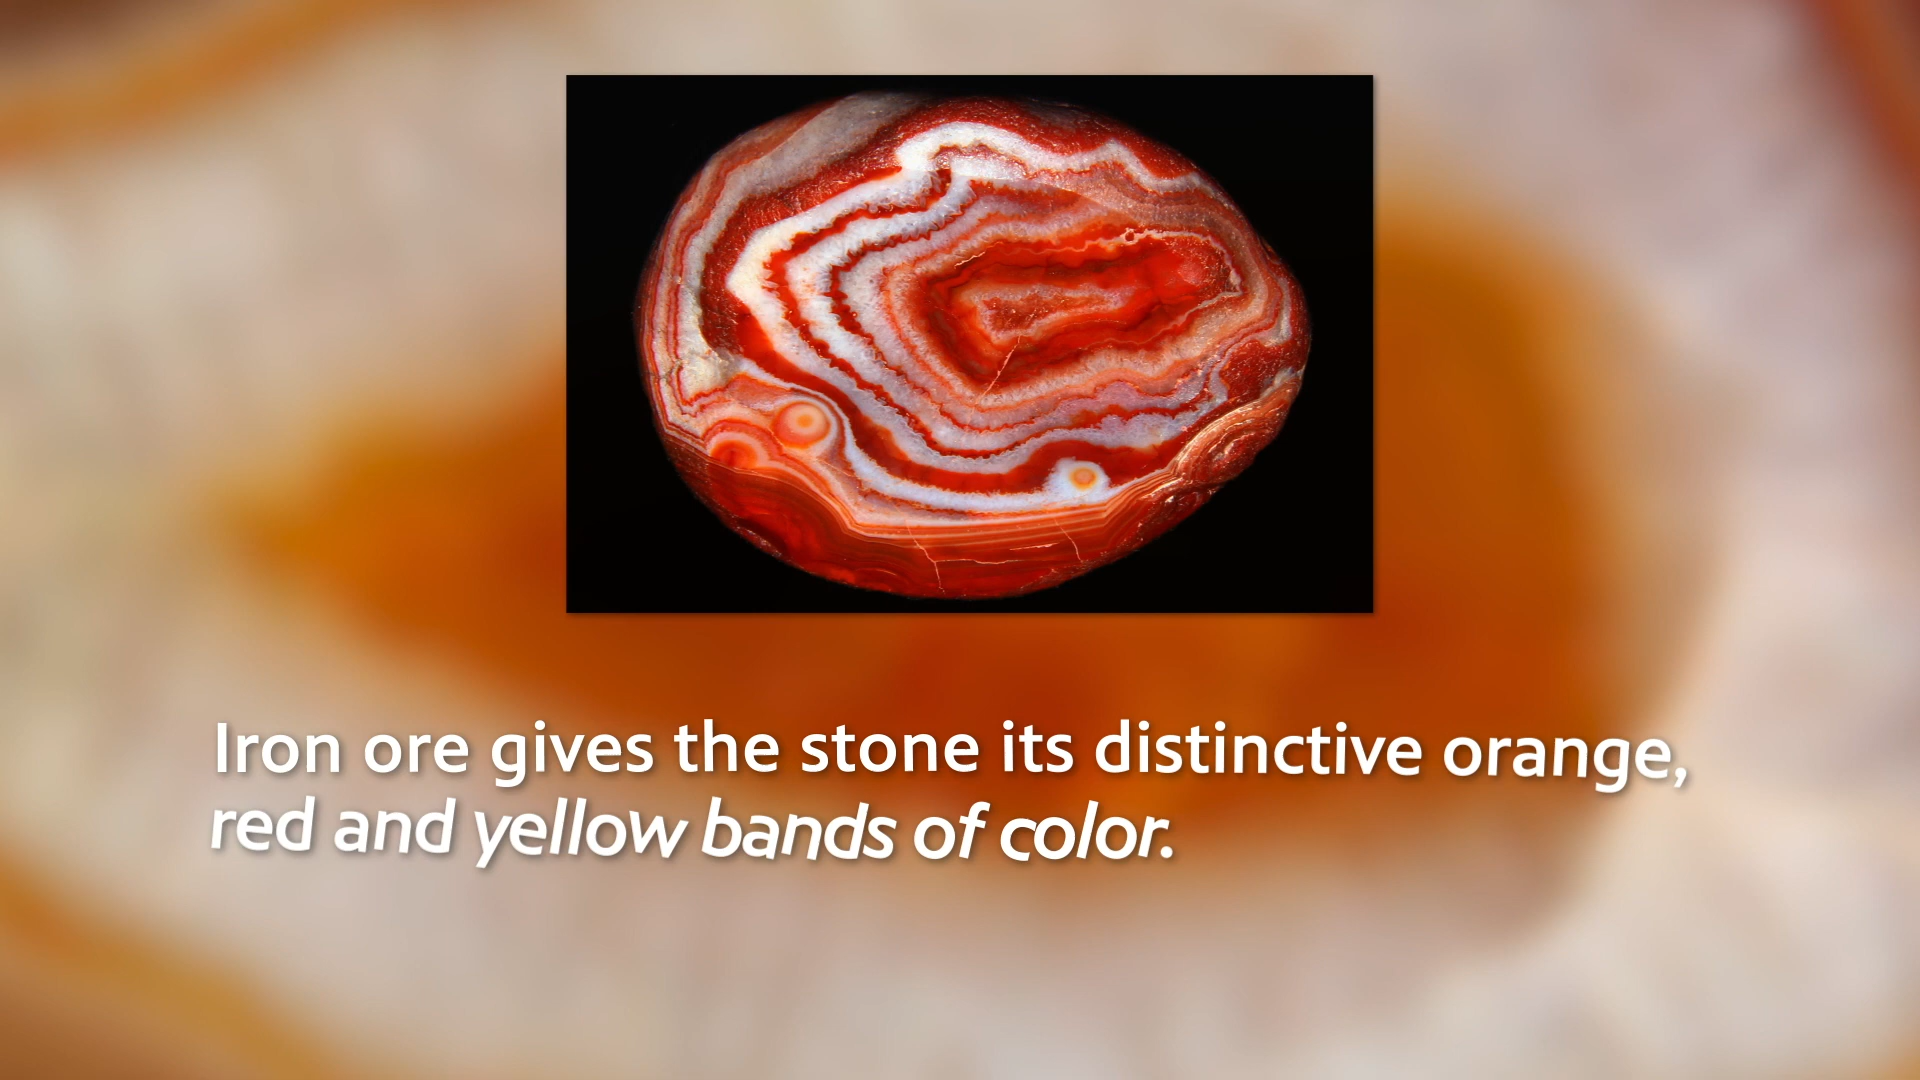 Iron ore gives the stone its distinctive orange,
red and yellow bands of color.